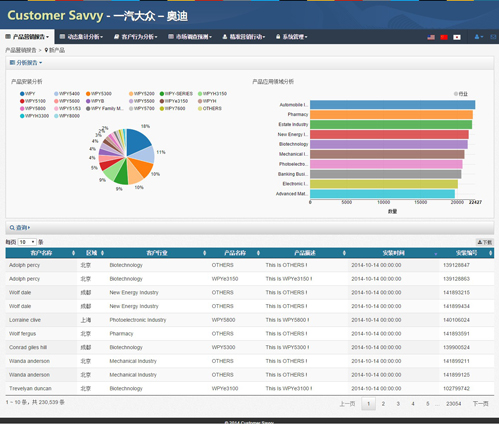 Customer Savvy - 一汽大众 – 奥迪
产品营销报告 动态集计分析 客户行为分析 市场调查预测 精准营销行动 系统管理
产品营销报告 > 新产品
分析报告
产品安装分析 产品应用领域分析
WPY WPY5400 WPY5300 WPY5200 WPY-SERIES WPYH3150
WPY5100 WPY5600 WPYB WPY5500 WPYe3150 WPYH
WPY5800 WPY51/53 WPY Family M... WPY5700 WPY7600 OTHERS
WPYH3300 WPY8000
行业
18%
11%
10%
10%
9%
9%
5%
4%
4%
4%
3%
Automobile I...
Pharmacy
Estate Industry
New Energy I...
Biotechnology
Mechanical I...
Photoelectro...
Banking Busi...
Electronic I...
Advanced Mat...
0 5000 10000 15000 20000 22427
数量
查询
每页 10 条 下载
客户名称 区域 客户行业 产品名称 产品描述 安装时间 安装编号
Adolph percy 北京 Biotechnology OTHERS This Is OTHERS ! 2014-10-14 00:00:00 139128847
Adolph percy 北京 Biotechnology WPYe3150 This Is WPYe3150 ! 2014-10-14 00:00:00 139128863
Wolf dale 成都 New Energy Industry OTHERS This Is OTHERS ! 2014-10-14 00:00:00 141893215
Wolf dale 成都 New Energy Industry OTHERS This Is OTHERS ! 2014-10-14 00:00:00 141899434
Lorraine clive 上海 Photoelectronic Industry WPY5800 This Is WPY5800 ! 2014-10-14 00:00:00 140106024
Wolf fergus 北京 Pharmacy OTHERS This Is OTHERS ! 2014-10-14 00:00:00 141893591
Conrad giles hill 成都 Biotechnology WPY5300 This Is WPY5300 ! 2014-10-14 00:00:00 139900524
Wanda anderson 北京 Mechanical Industry OTHERS This Is OTHERS ! 2014-10-14 00:00:00 141899211
Wanda anderson 北京 Mechanical Industry OTHERS This Is OTHERS ! 2014-10-14 00:00:00 141899125
Trevelyan duncan 北京 Biotechnology WPYe3100 This Is WPYe3100 ! 2014-10-14 00:00:00 102799742
1 ~ 10 条，共 230,539 条 上一页 1 2 3 4 5 ... 23054 下一页
© 2014 Customer Savvy